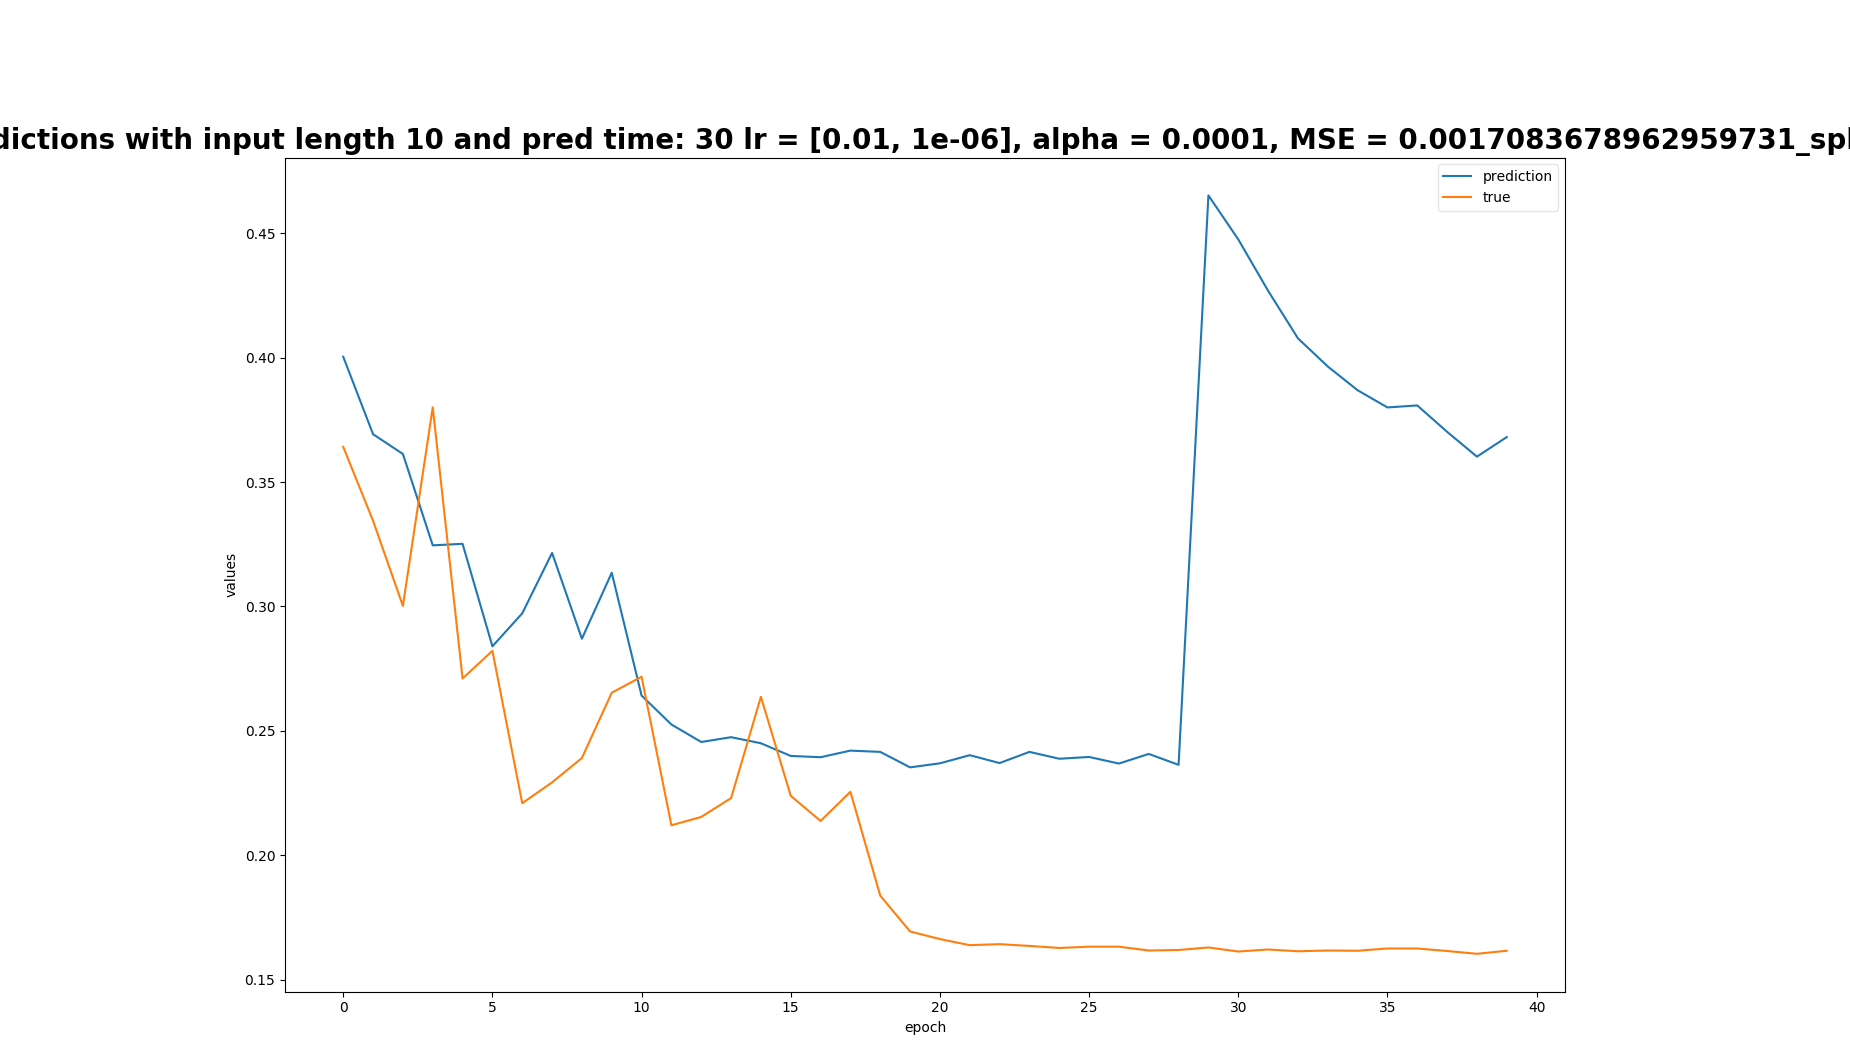 dictions with input length 10 and pred time: 30 lr = [0.01, 1e-06], alpha = 0.0001, MSE = 0.0017083678962959731_spl
prediction
true
0.45
0.40
0.35
0.30
0.25
0.20
0.15
values
0 5 10 15 20 25 30 35 40
epoch